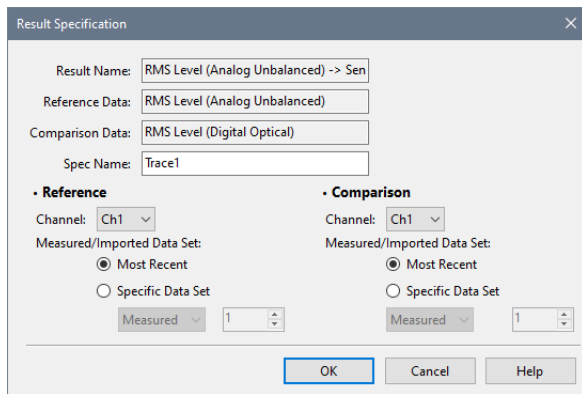 Result Specification
Result Name: RMS Level (Analog Unbalanced) -> Sen
Reference Data: RMS Level (Analog Unbalanced)
Comparison Data: RMS Level (Digital Optical)
Spec Name: Trace1
• Reference
Channel: Ch1
Measured/Imported Data Set:
Most Recent
Specific Data Set
Measured 1
• Comparison
Channel: Ch1
Measured/Imported Data Set:
Most Recent
Specific Data Set
Measured 1
OK Cancel Help